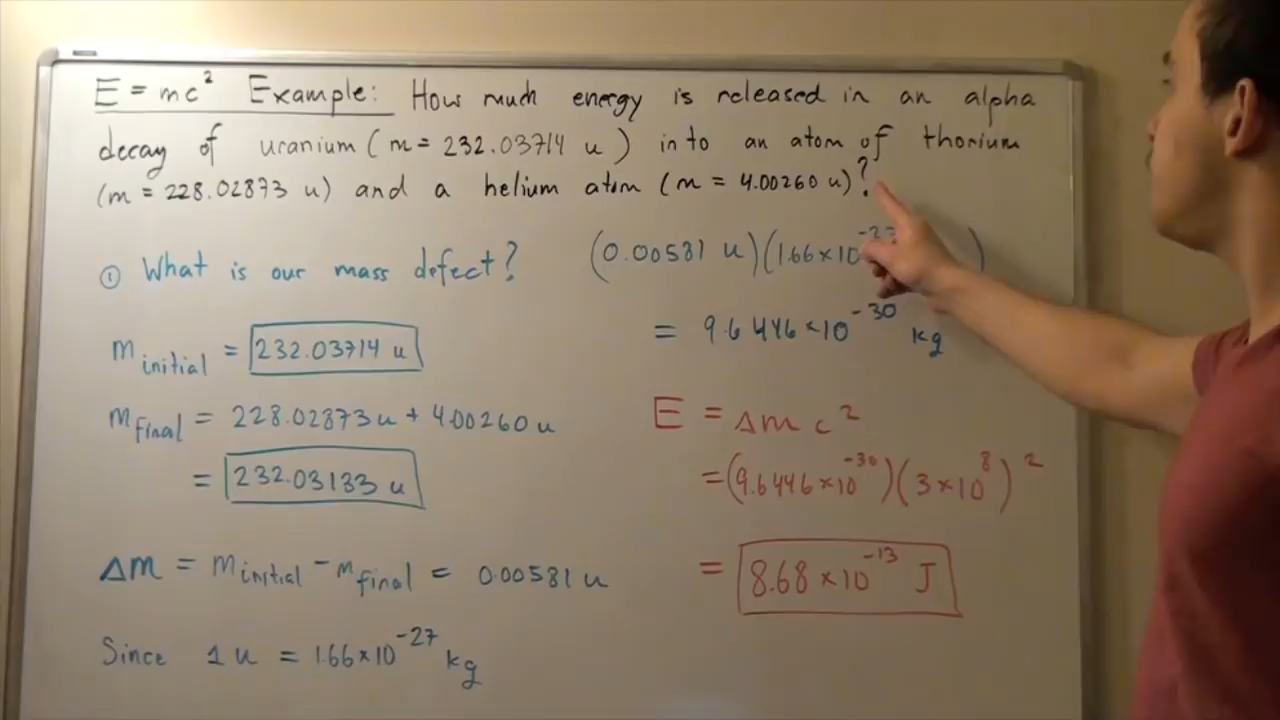 E = mc² Example: How much energy is released in an alpha
decay of uranium (m = 232.03714 u) into an atom of thorium
(m = 228.02873 u) and a helium atom (m = 4.00260 u)?
① What is our mass defect?
m initial = 232.03714 u
m final = 228.02873 u + 4.00260 u
= 232.03133 u
Δm = m initial - m final = 0.00581 u
Since 1 u = 1.66×10⁻²⁷ kg
(0.00581 u)(1.66×10⁻²⁷ )
= 9.6446×10⁻³⁰ kg
E = Δm c²
= (9.6446×10⁻³⁰)(3×10⁸)²
= 8.68×10⁻¹³ J